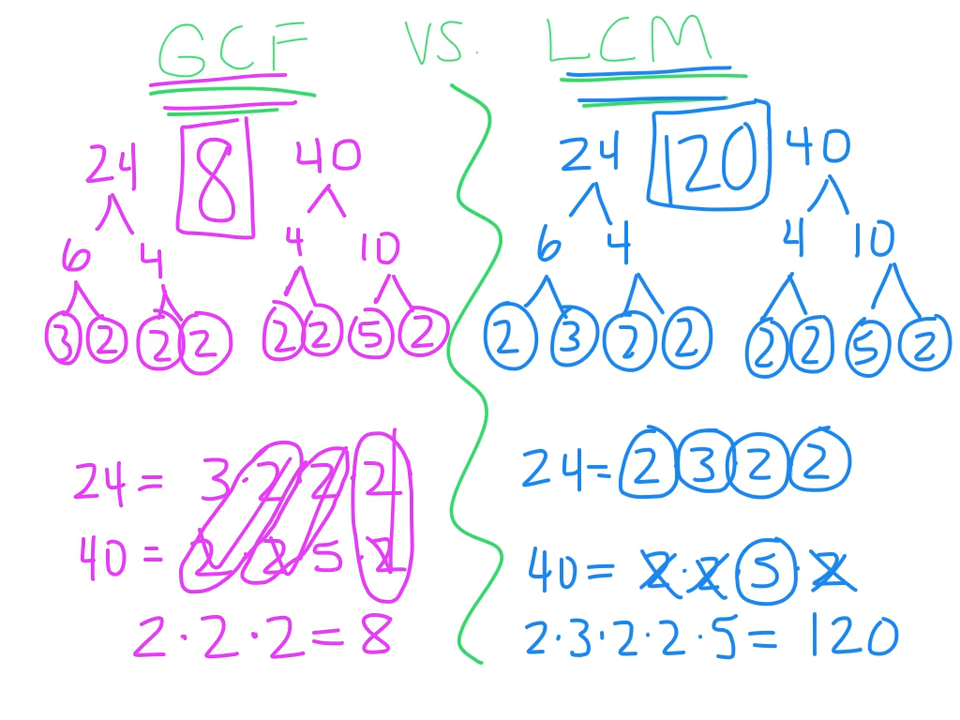 GCF VS. LCM
24 8 40
6 4 4 10
3 2 2 2 2 2 5 2
24 = 3·2·2·2
40 = 2·2·5·2
2·2·2=8
24 120 40
6 4 4 10
2 3 2 2 2 2 5 2
24= 2 3 2 2
40= 2·2·5·2
2·3·2·2·5= 120